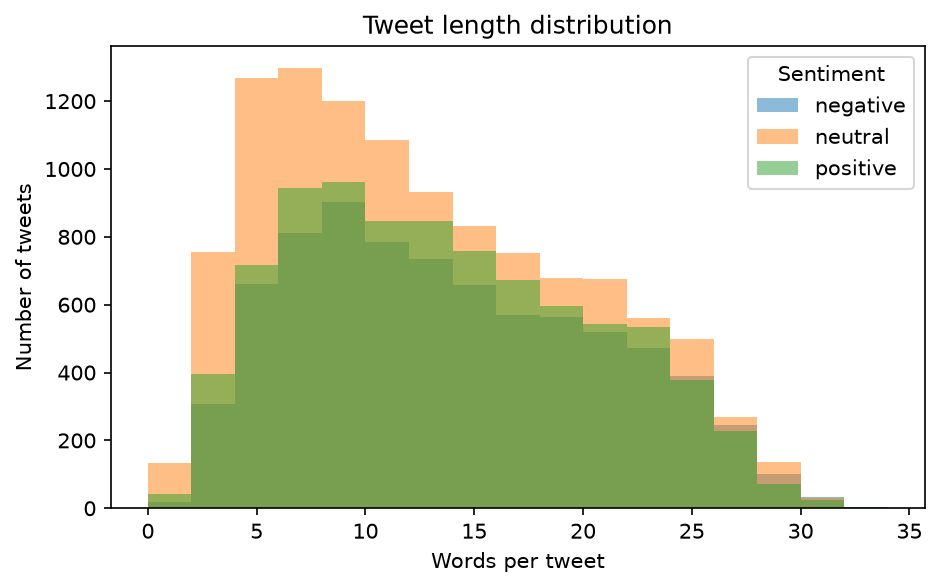 Tweet length distribution
Sentiment
negative
neutral
positive
1200
1000
800
600
400
200
0
Number of tweets
0 5 10 15 20 25 30 35
Words per tweet